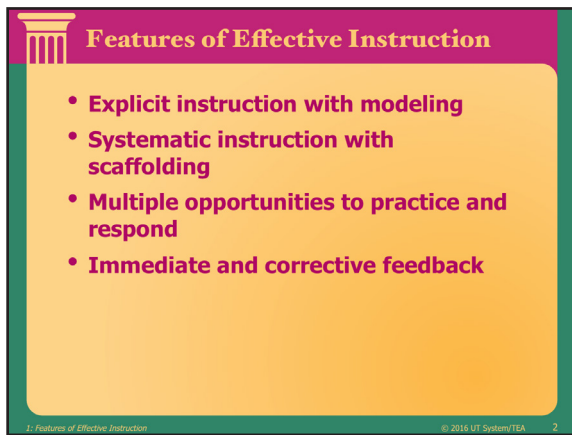 Features of Effective Instruction
• Explicit instruction with modeling
• Systematic instruction with
scaffolding
• Multiple opportunities to practice and
respond
• Immediate and corrective feedback
1: Features of Effective Instruction © 2016 UT System/TEA 2